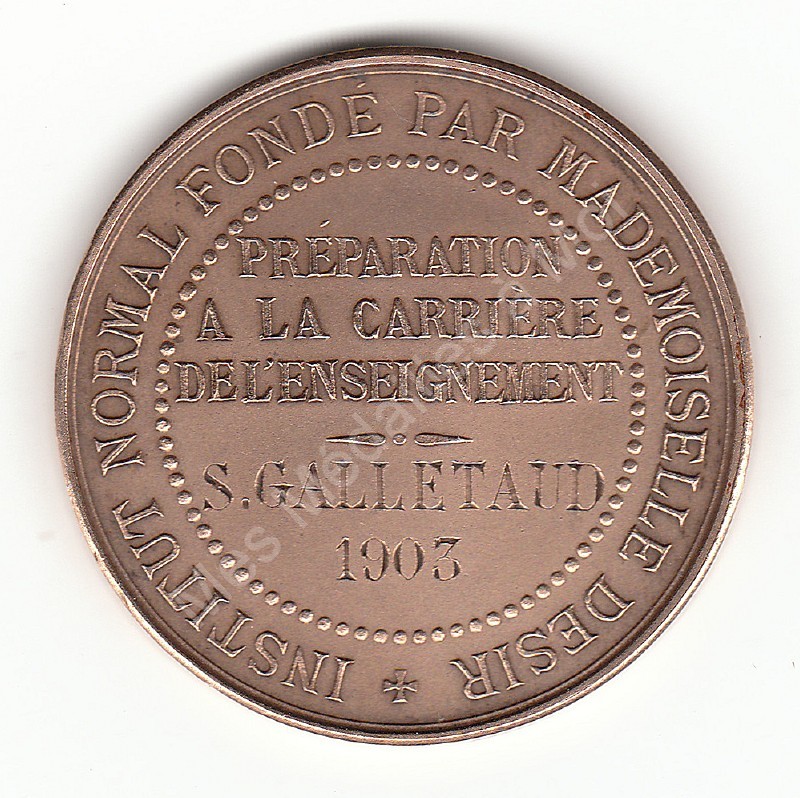 INSTITUT NORMAL FONDÉ PAR MADEMOISELLE DESIR
PRÉPARATION
A LA CARRIÈRE
DE L'ENSEIGNEMENT
S. GALLETAUD
1903